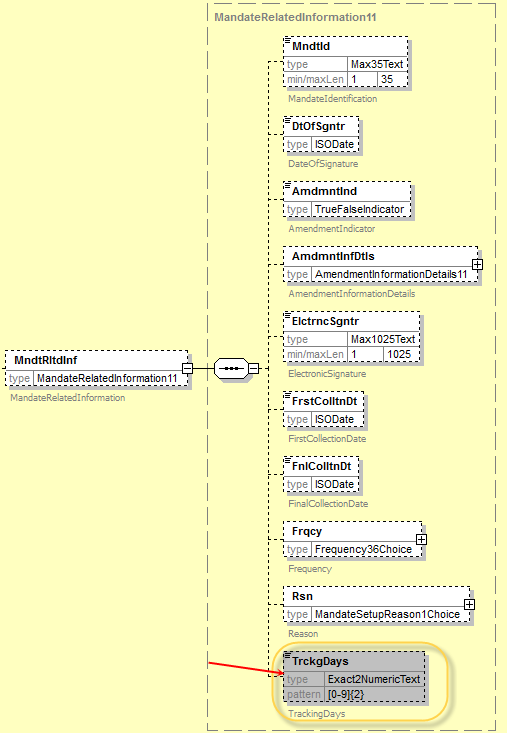 MandateRelatedInformation11
MndtId
type Max35Text
min/maxLen 1 35
MandateIdentification
DtOfSgntr
type ISODate
DateOfSignature
AmdmntInd
type TrueFalseIndicator
AmendmentIndicator
AmdmntInfDtls
type AmendmentInformationDetails11
AmendmentInformationDetails
ElctrncSgntr
type Max1025Text
min/maxLen 1 1025
ElectronicSignature
MndtRltdInf
type MandateRelatedInformation11
MandateRelatedInformation
FrstColltnDt
type ISODate
FirstCollectionDate
FnlColltnDt
type ISODate
FinalCollectionDate
Frqcy
type Frequency36Choice
Frequency
Rsn
type MandateSetupReason1Choice
Reason
TrckgDays
type Exact2NumericText
pattern [0-9]{2}
TrackingDays